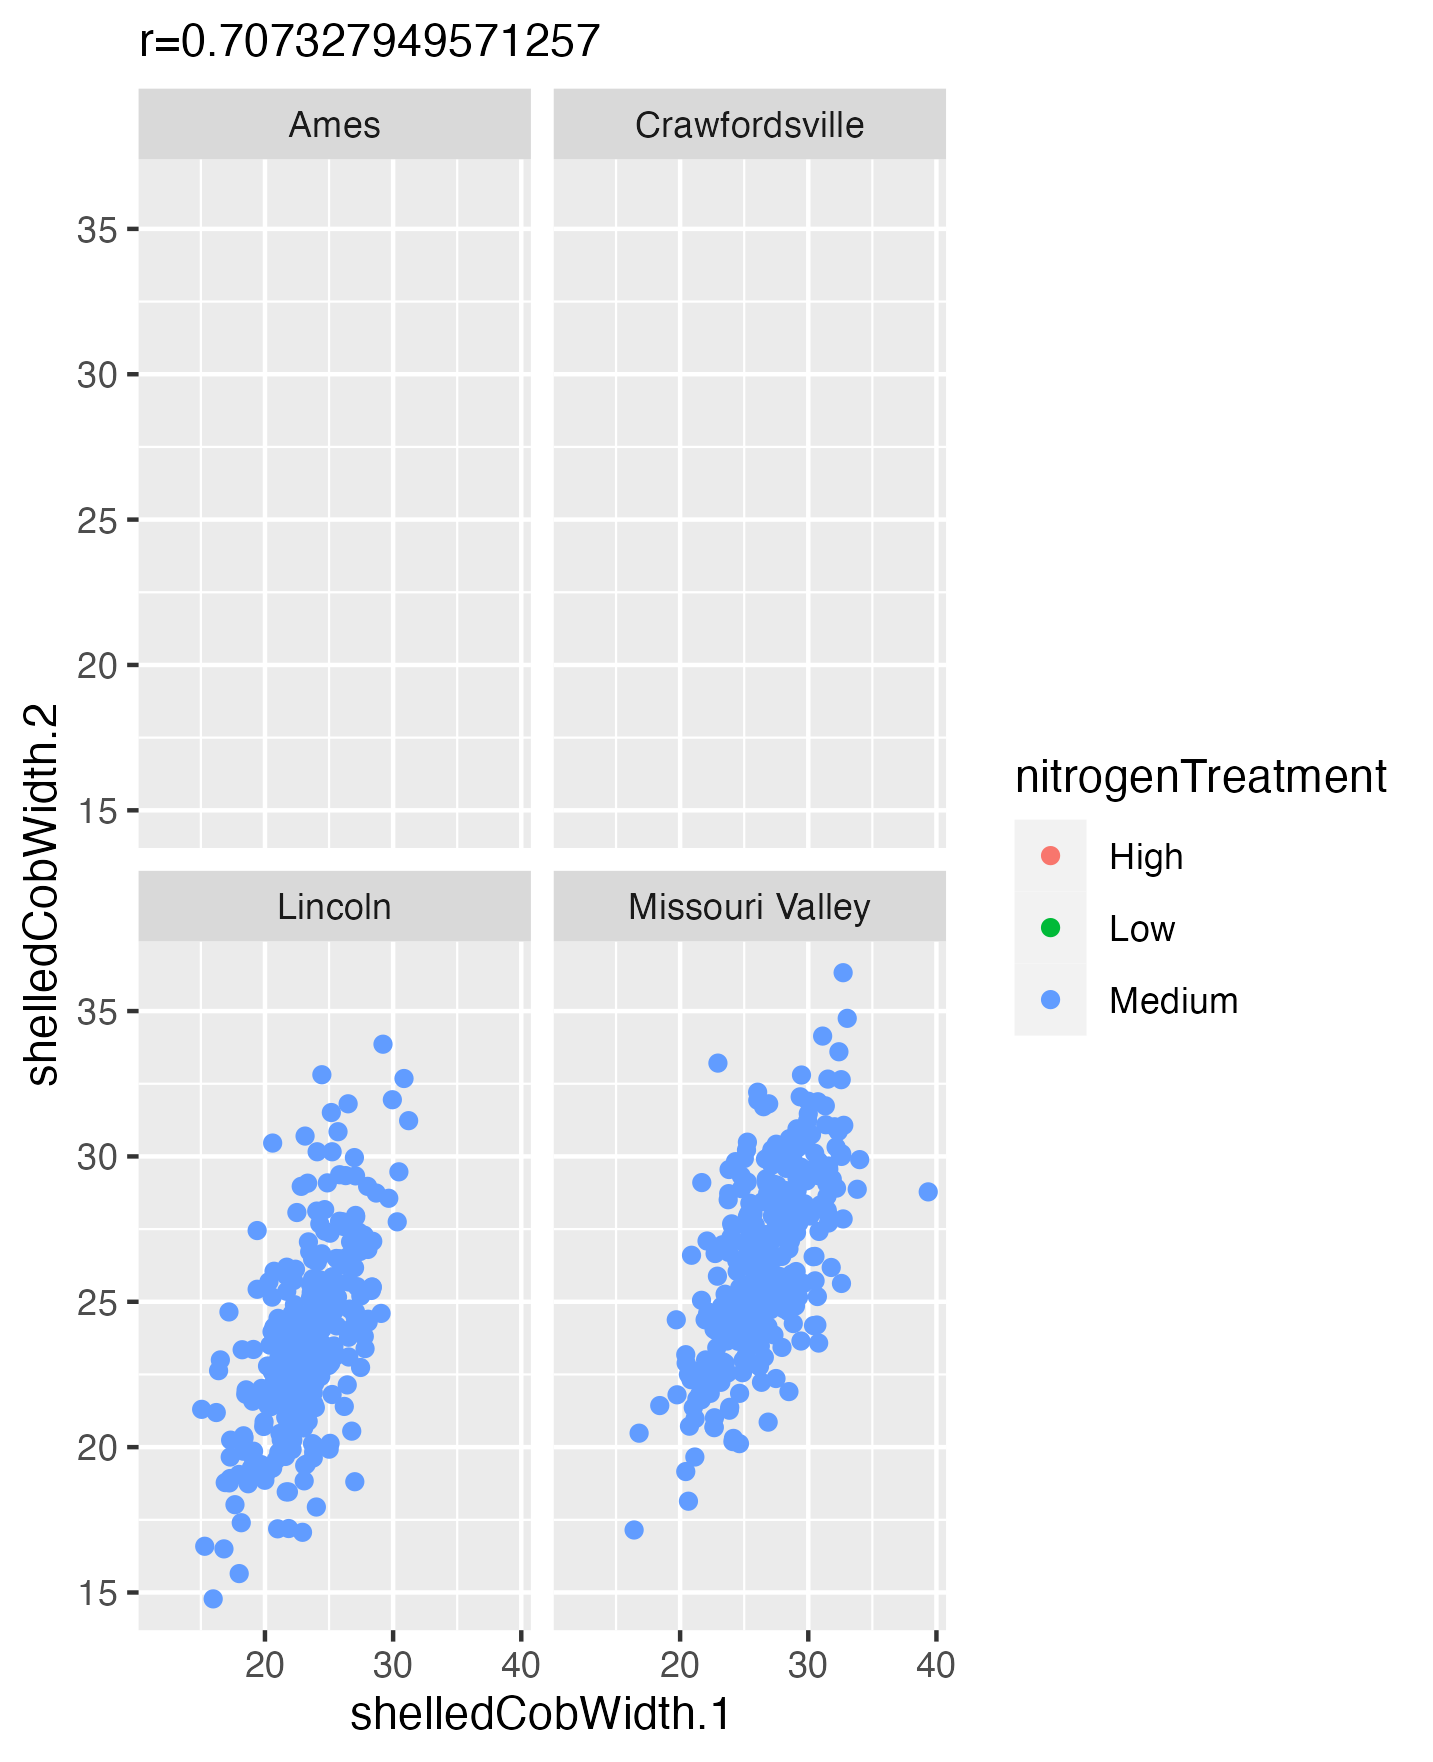 r=0.707327949571257
Ames
Crawfordsville
35
30
25
20
15
shelledCobWidth.2
Lincoln
Missouri Valley
35
30
25
20
15
20
30
40
20
30
40
shelledCobWidth.1
nitrogenTreatment
High
Low
Medium